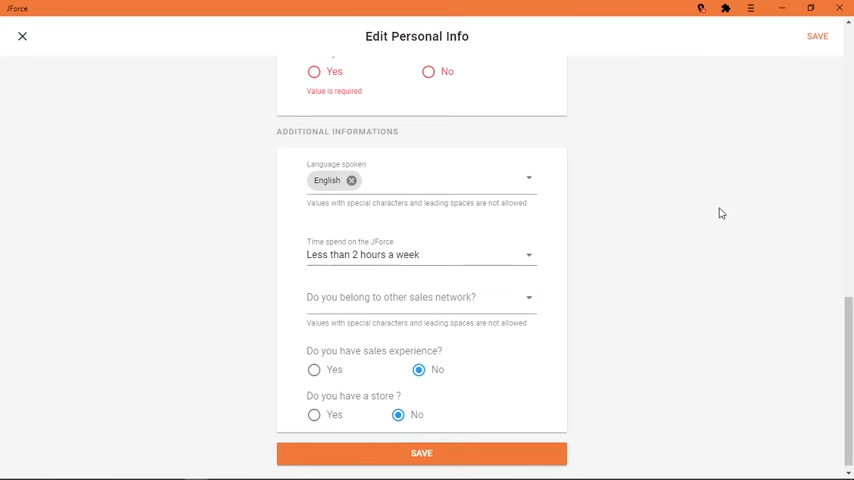 JForce
Edit Personal Info
SAVE
Yes
No
Value is required
ADDITIONAL INFORMATIONS
Language spoken
English
Values with special characters and leading spaces are not allowed
Time spend on the JForce
Less than 2 hours a week
Do you belong to other sales network?
Values with special characters and leading spaces are not allowed
Do you have sales experience?
Yes
No
Do you have a store ?
Yes
No
SAVE